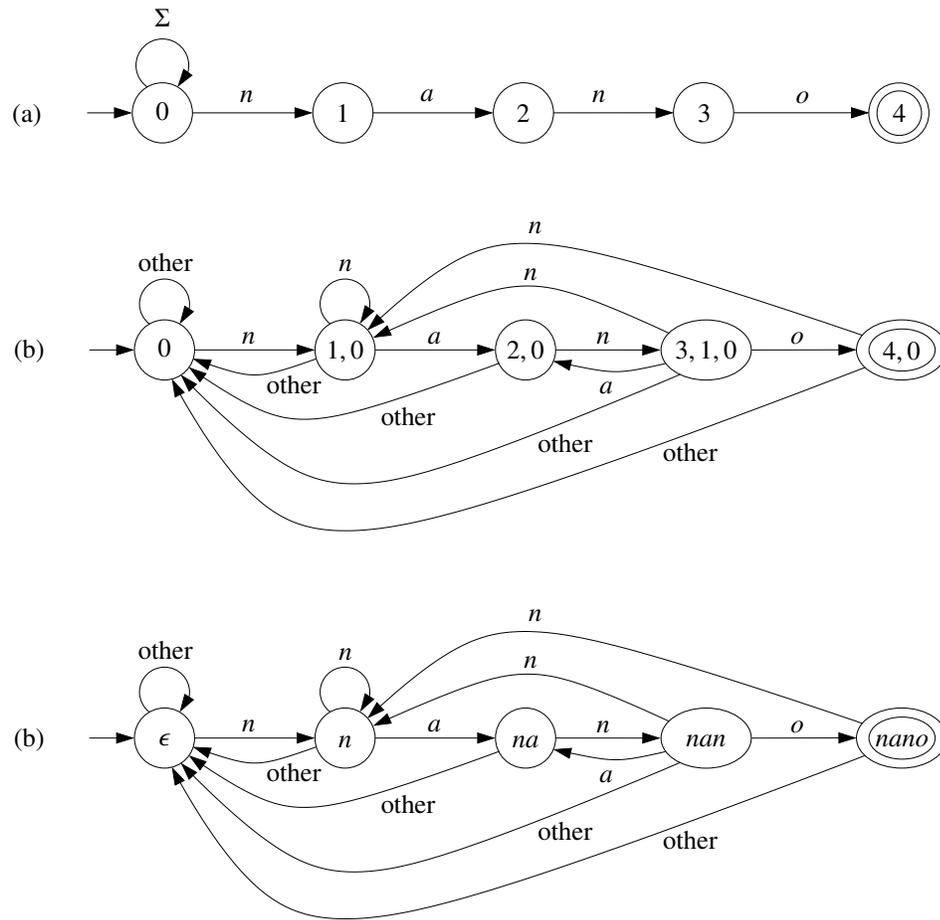 Σ
(a) 0 n 1 a 2 n 3 o 4
n
other n n
(b) 0 n 1, 0 a 2, 0 n 3, 1, 0 o 4, 0
other a
other
other
other
n
other n n
(b) ϵ n n a na n nan o nano
other a
other
other
other